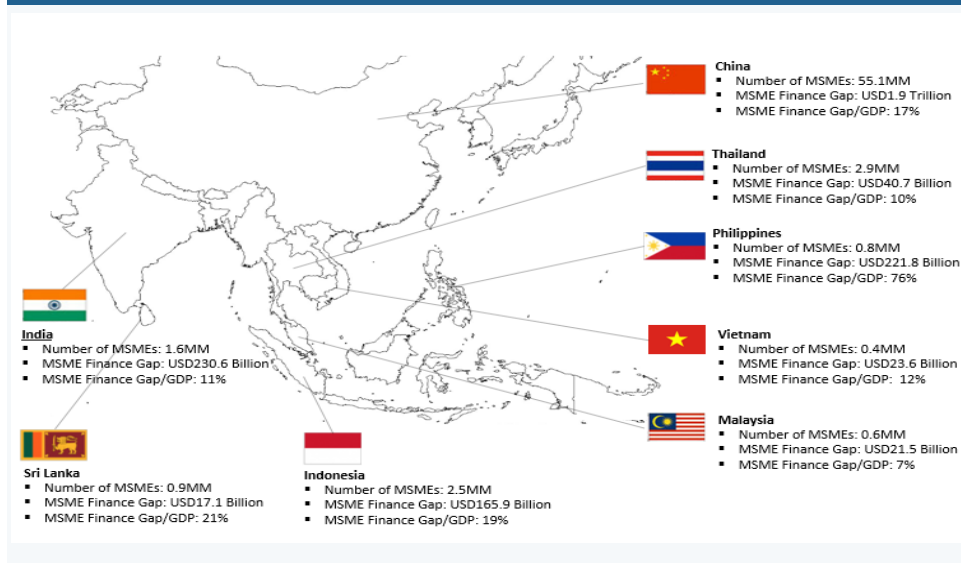 China
▪ Number of MSMEs: 55.1MM
▪ MSME Finance Gap: USD1.9 Trillion
▪ MSME Finance Gap/GDP: 17%
Thailand
▪ Number of MSMEs: 2.9MM
▪ MSME Finance Gap: USD40.7 Billion
▪ MSME Finance Gap/GDP: 10%
Philippines
▪ Number of MSMEs: 0.8MM
▪ MSME Finance Gap: USD221.8 Billion
▪ MSME Finance Gap/GDP: 76%
India
▪ Number of MSMEs: 1.6MM
▪ MSME Finance Gap: USD230.6 Billion
▪ MSME Finance Gap/GDP: 11%
Vietnam
▪ Number of MSMEs: 0.4MM
▪ MSME Finance Gap: USD23.6 Billion
▪ MSME Finance Gap/GDP: 12%
Malaysia
▪ Number of MSMEs: 0.6MM
▪ MSME Finance Gap: USD21.5 Billion
▪ MSME Finance Gap/GDP: 7%
Sri Lanka
▪ Number of MSMEs: 0.9MM
▪ MSME Finance Gap: USD17.1 Billion
▪ MSME Finance Gap/GDP: 21%
Indonesia
▪ Number of MSMEs: 2.5MM
▪ MSME Finance Gap: USD165.9 Billion
▪ MSME Finance Gap/GDP: 19%